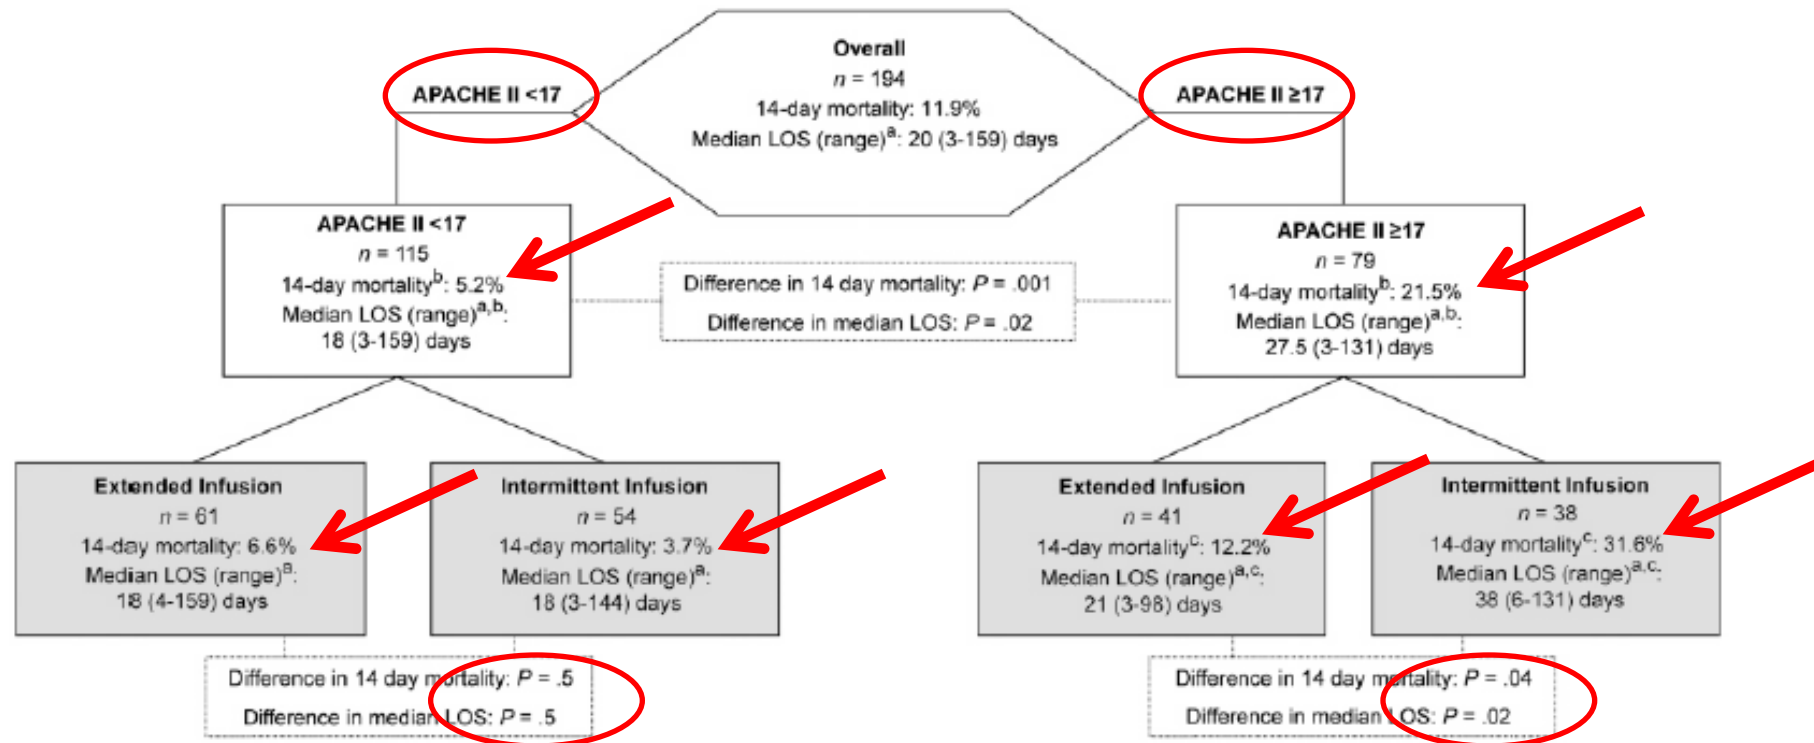 Overall
n = 194
14-day mortality: 11.9%
Median LOS (range)a: 20 (3-159) days
APACHE II <17
APACHE II ≥17
APACHE II <17
n = 115
14-day mortalityb: 5.2%
Median LOS (range)a,b:
18 (3-159) days
Difference in 14 day mortality: P = .001
Difference in median LOS: P = .02
APACHE II ≥17
n = 79
14-day mortalityb: 21.5%
Median LOS (range)a,b:
27.5 (3-131) days
Extended Infusion
n = 61
14-day mortality: 6.6%
Median LOS (range)a:
18 (4-159) days
Intermittent Infusion
n = 54
14-day mortality: 3.7%
Median LOS (range)a:
18 (3-144) days
Difference in 14 day mortality: P = .5
Difference in median LOS: P = .5
Extended Infusion
n = 41
14-day mortalityc: 12.2%
Median LOS (range)a,c:
21 (3-98) days
Intermittent Infusion
n = 38
14-day mortalityc: 31.6%
Median LOS (range)a,c:
38 (6-131) days
Difference in 14 day mortality: P = .04
Difference in median LOS: P = .02